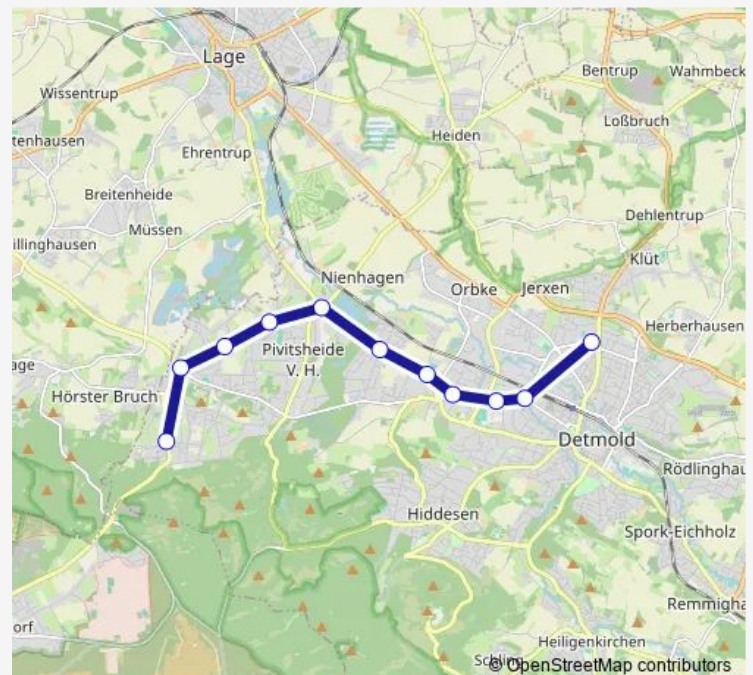 Lage
Bentrup
Wahmbeck
Wissentrup
Loßbruch
Heiden
tenhausen
Ehrentrup
Breitenheide
Dehlentrup
Müssen
illinghausen
Klüt
Nienhagen
Orbke
Jerxen
Herberhausen
Pivitsheide
V. H.
age
Hörster Bruch
Detmold
Rödlinghau
Hiddesen
Spork-Eichholz
Remmigha
orf
Heiligenkirchen
Schling
© OpenStreetMap contributors